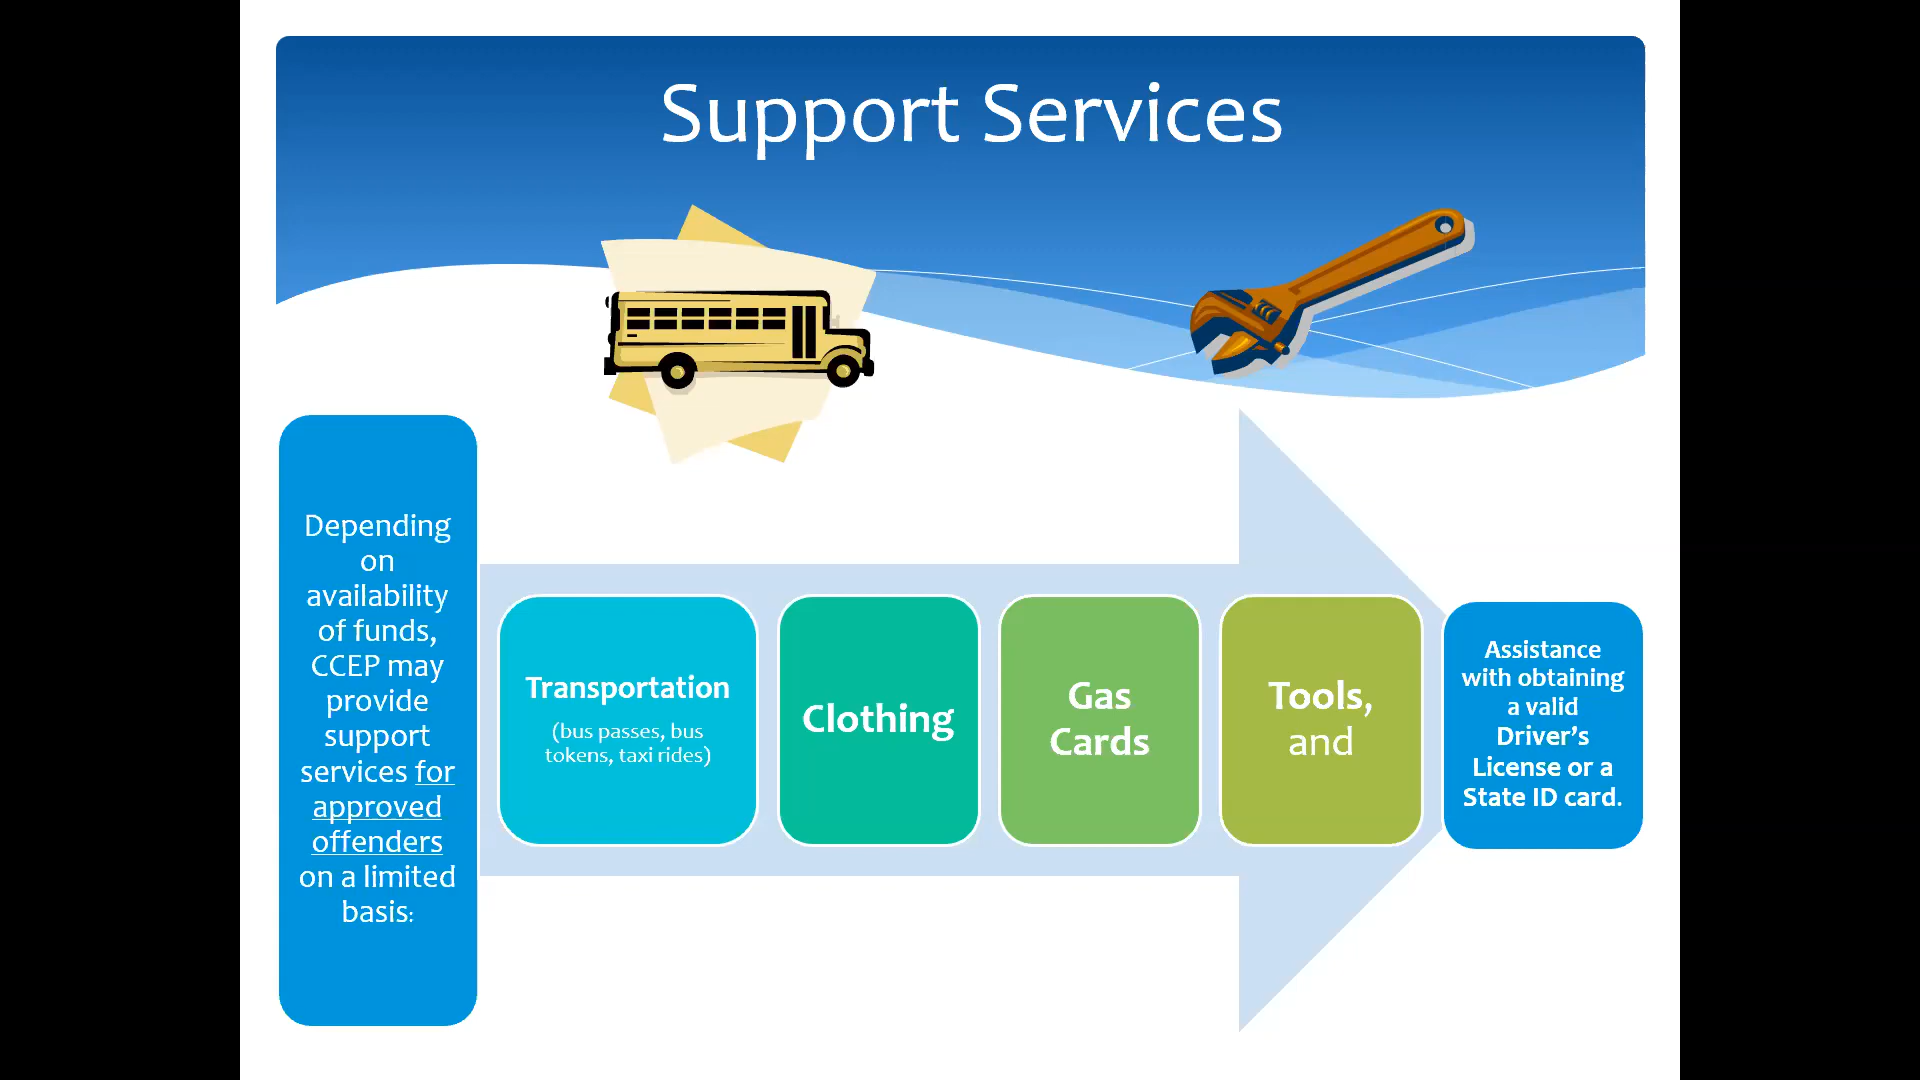 Support Services
Depending
on
availability
of funds,
CCEP may
provide
support
services for
approved
offenders
on a limited
basis:
Transportation
(bus passes, bus
tokens, taxi rides)
Clothing
Gas
Cards
Tools,
and
Assistance
with obtaining
a valid
Driver’s
License or a
State ID card.